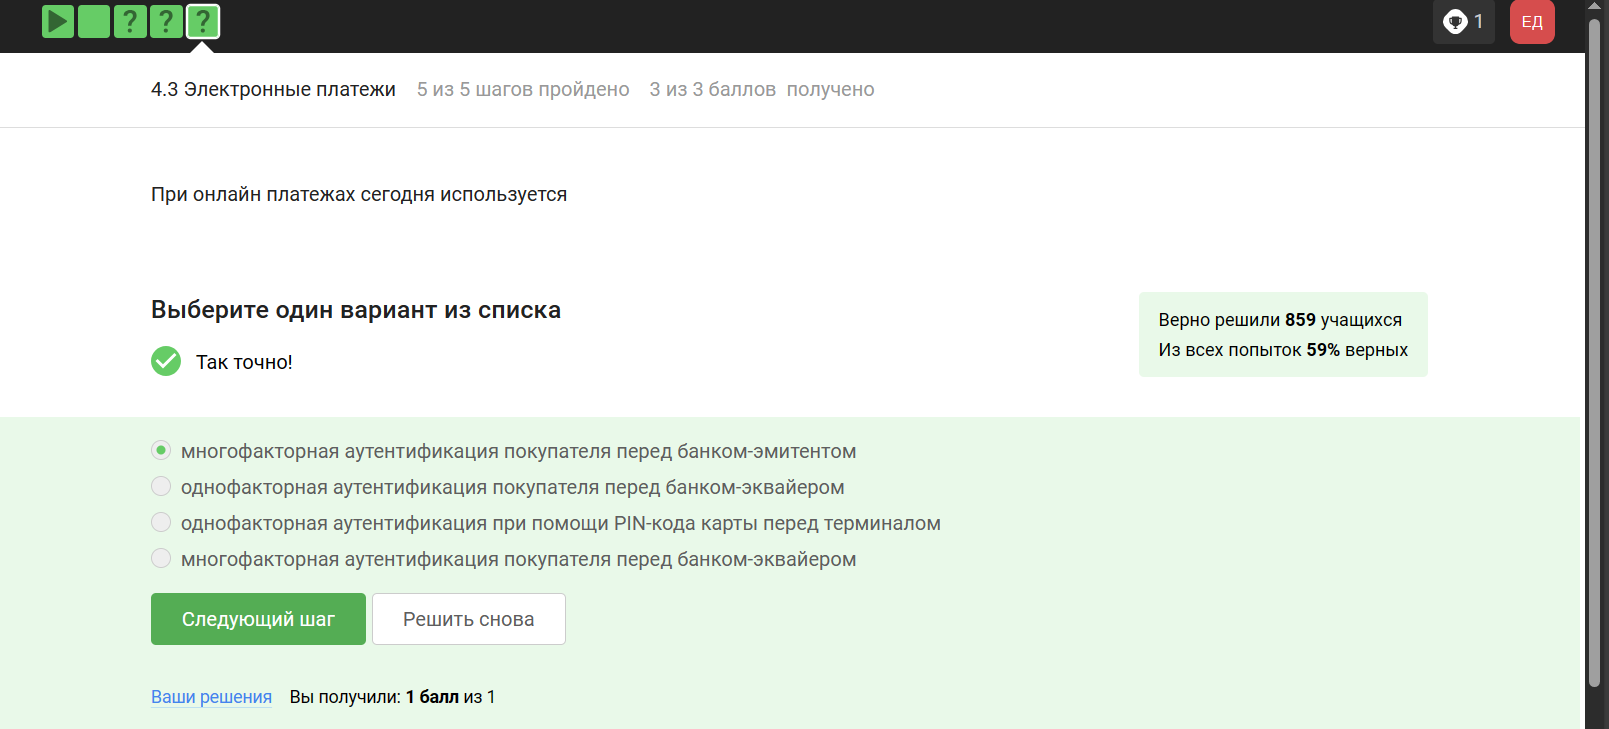 ? ? ?
1
ЕД
4.3 Электронные платежи 5 из 5 шагов пройдено 3 из 3 баллов получено
При онлайн платежах сегодня используется
Выберите один вариант из списка
Так точно!
Верно решили 859 учащихся
Из всех попыток 59% верных
многофакторная аутентификация покупателя перед банком-эмитентом
однофакторная аутентификация покупателя перед банком-эквайером
однофакторная аутентификация при помощи PIN-кода карты перед терминалом
многофакторная аутентификация покупателя перед банком-эквайером
Следующий шаг
Решить снова
Ваши решения Вы получили: 1 балл из 1